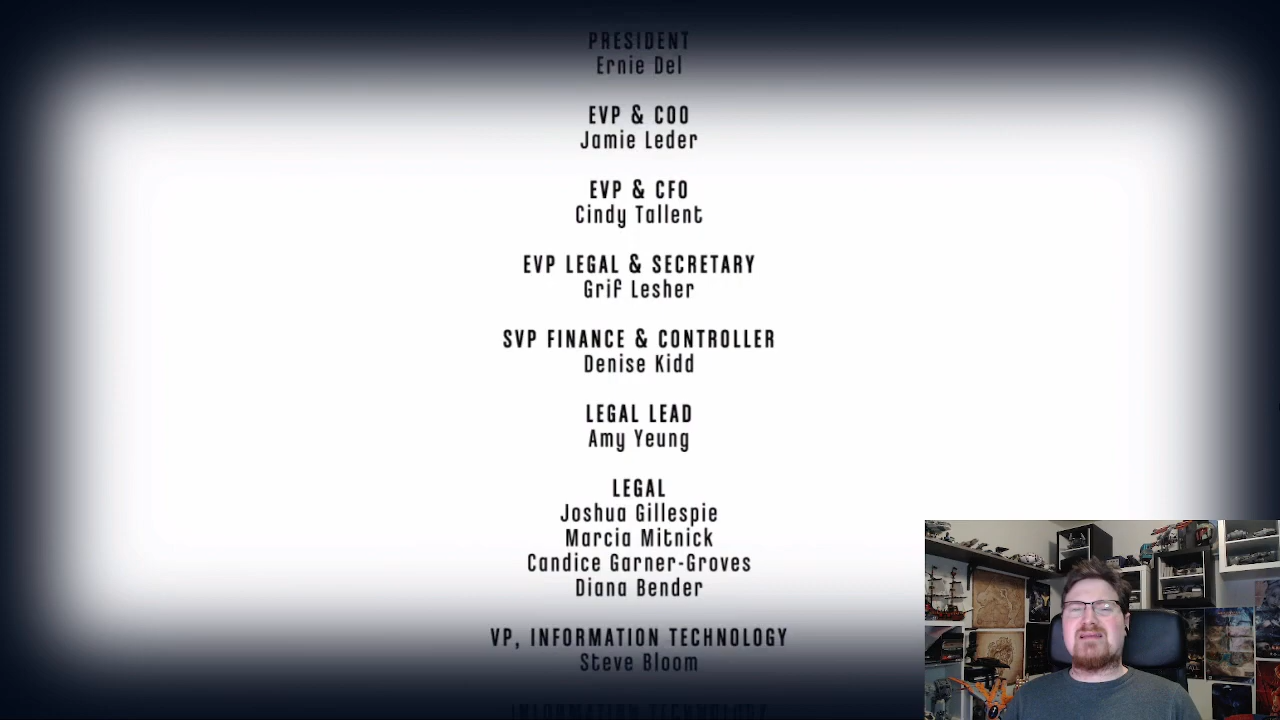 PRESIDENT
Ernie Del
EVP & COO
Jamie Leder
EVP & CFO
Cindy Tallent
EVP LEGAL & SECRETARY
Grif Lesher
SVP FINANCE & CONTROLLER
Denise Kidd
LEGAL LEAD
Amy Yeung
LEGAL
Joshua Gillespie
Marcia Mitnick
Candice Garner-Groves
Diana Bender
VP, INFORMATION TECHNOLOGY
Steve Bloom
INFORMATION TECHNOLOGY